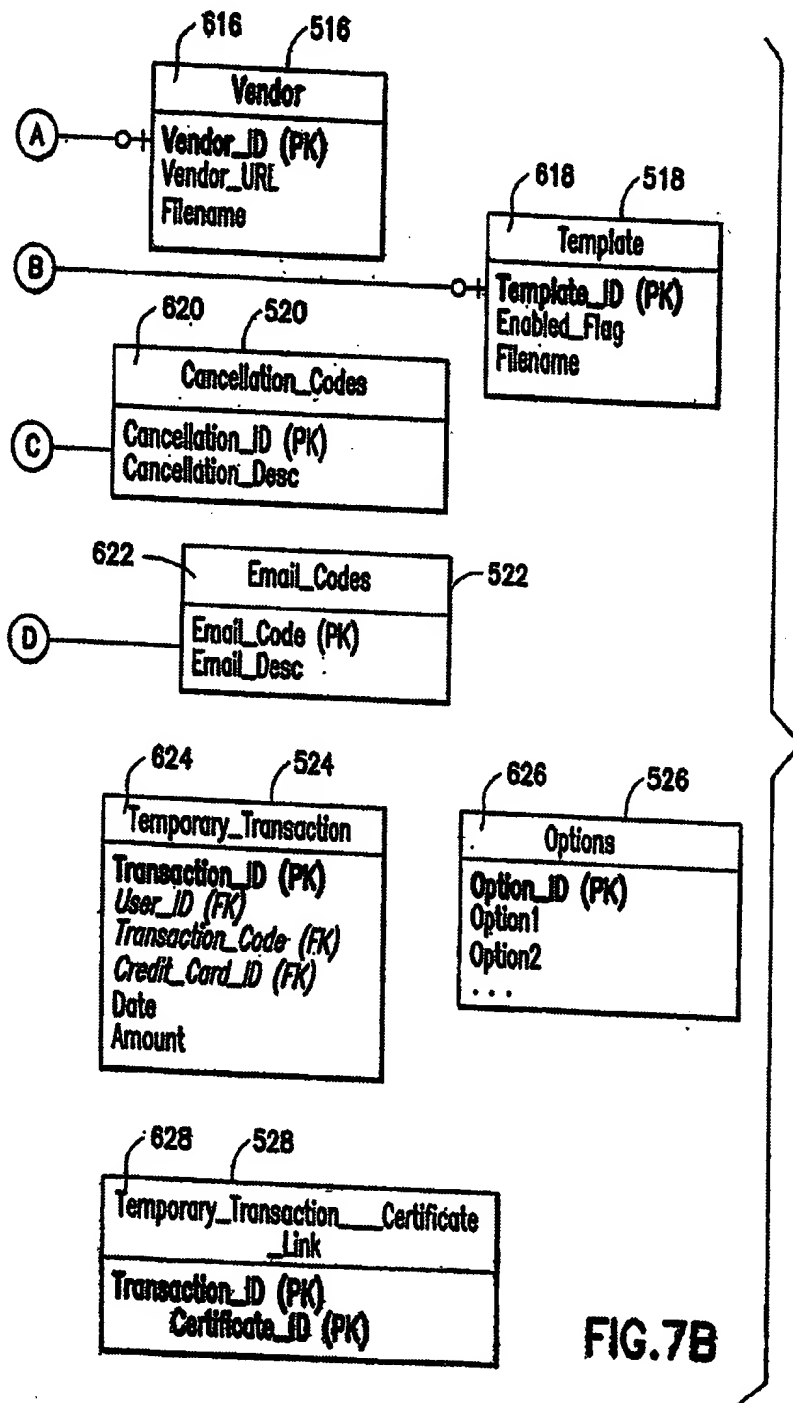 616 516
Vendor
A
Vendor_ID (PK)
Vendor_URL
Filename
618 518
Template
B
Template_ID (PK)
Enabled_Flag
Filename
620 520
Cancellation_Codes
C
Cancellation_ID (PK)
Cancellation_Desc
622
Email_Codes
522
D
Email_Code (PK)
Email_Desc
624 524
Temporary_Transaction
Transaction_ID (PK)
User_ID (FK)
Transaction_Code (FK)
Credit_Card_ID (FK)
Date
Amount
626 526
Options
Option_ID (PK)
Option1
Option2
...
628 528
Temporary_Transaction___Certificate
_Link
Transaction_ID (PK)
Certificate_ID (PK)
FIG.7B